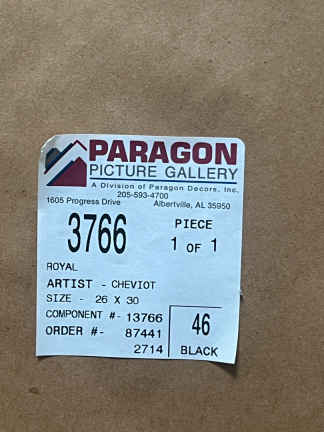 PARAGON
PICTURE GALLERY
A Division of Paragon Decors, Inc.
205-593-4700
1605 Progress Drive Albertville, AL 35950
3766
PIECE
1 OF 1
ROYAL
ARTIST - CHEVIOT
SIZE - 26 X 30
COMPONENT #- 13766
ORDER #- 87441
2714
46
BLACK